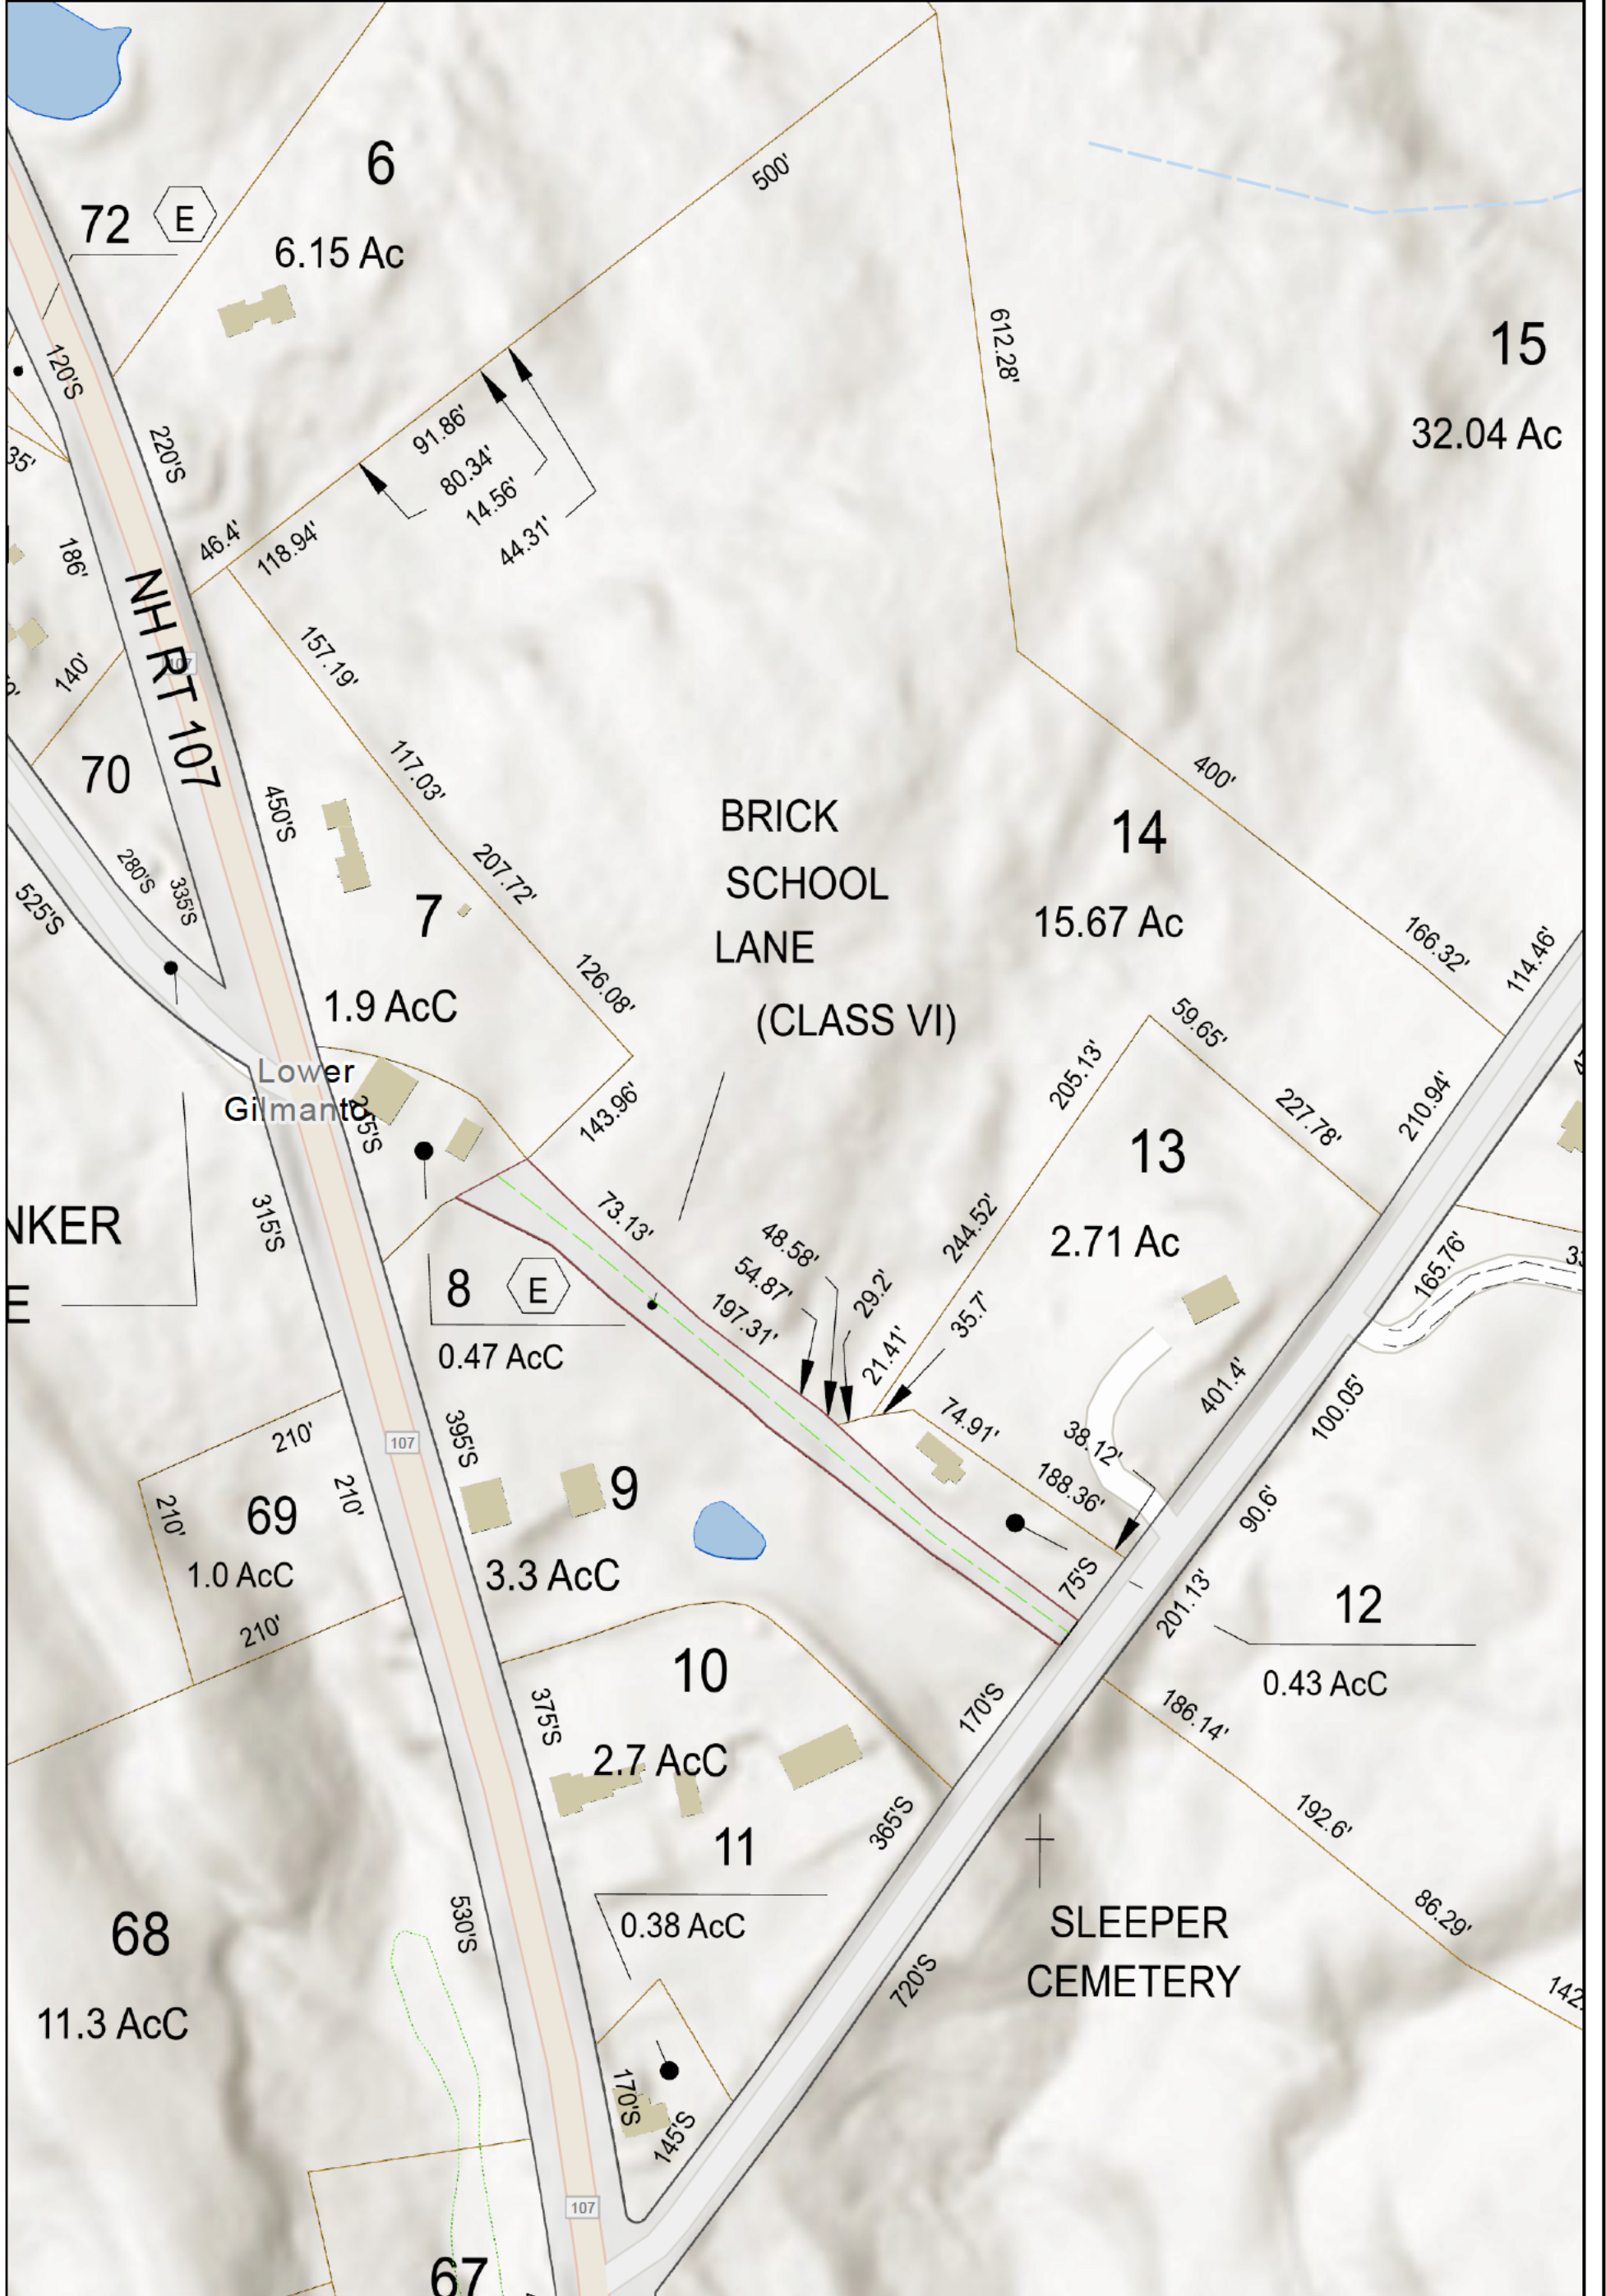 6
72 E
6.15 Ac
500'
612.28'
15
32.04 Ac
120'S
220'S
91.86'
80.34'
14.56'
44.31'
35'
46.4'
118.94'
186'
NH RT 107
107
157.19'
140'
70
117.03'
400'
450'S
BRICK
SCHOOL
LANE
(CLASS VI)
14
15.67 Ac
280'S
335'S
525'S
207.72'
7
1.9 AcC
126.08'
166.32'
114.46'
59.65'
205.13'
227.78'
210.94'
Lower
Gilmanto
143.96'
13
2.71 Ac
NKER
E
315'S
73.13'
48.58'
54.87'
197.31'
29.2'
21.41'
244.52'
35.7'
165.76'
8 E
0.47 AcC
401.4'
100.05'
210'
107
395'S
74.91'
38.12'
188.36'
90.6'
69
1.0 AcC
210'
210'
210'
9
3.3 AcC
75'S
201.13'
12
0.43 AcC
10
2.7 AcC
375'S
170'S
186.14'
365'S
192.6'
11
0.38 AcC
86.29'
142.
68
11.3 AcC
530'S
SLEEPER
CEMETERY
720'S
170'S
145'S
107
67